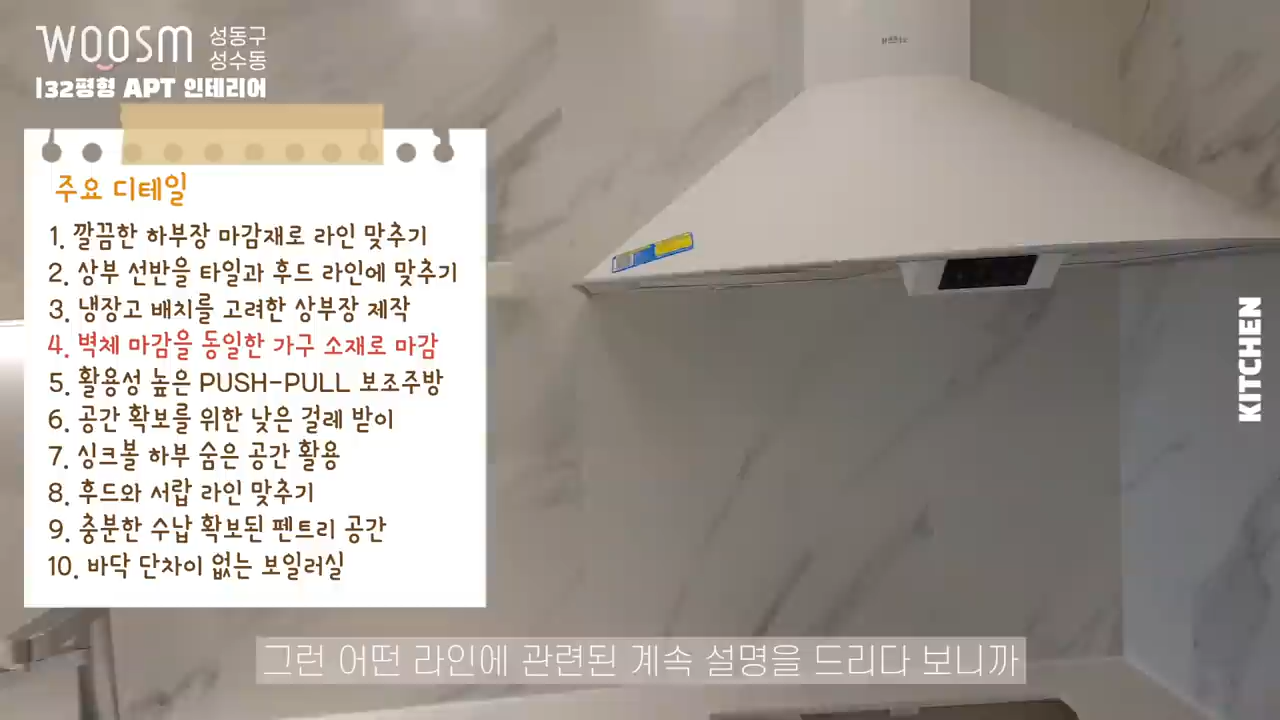 WOOSM
성동구
성수동
32평형 APT 인테리어
주요 디테일
1. 깔끔한 하부장 마감재로 라인 맞추기
2. 상부 선반을 타일과 후드 라인에 맞추기
3. 냉장고 배치를 고려한 상부장 제작
4. 벽체 마감을 동일한 가구 소재로 마감
5. 활용성 높은 PUSH-PULL 보조주방
6. 공간 확보를 위한 낮은 걸레 받이
7. 싱크볼 하부 숨은 공간 활용
8. 후드와 서랍 라인 맞추기
9. 충분한 수납 확보된 펜트리 공간
10. 바닥 단차이 없는 보일러실
KITCHEN
그런 어떤 라인에 관련된 계속 설명을 드리다 보니까